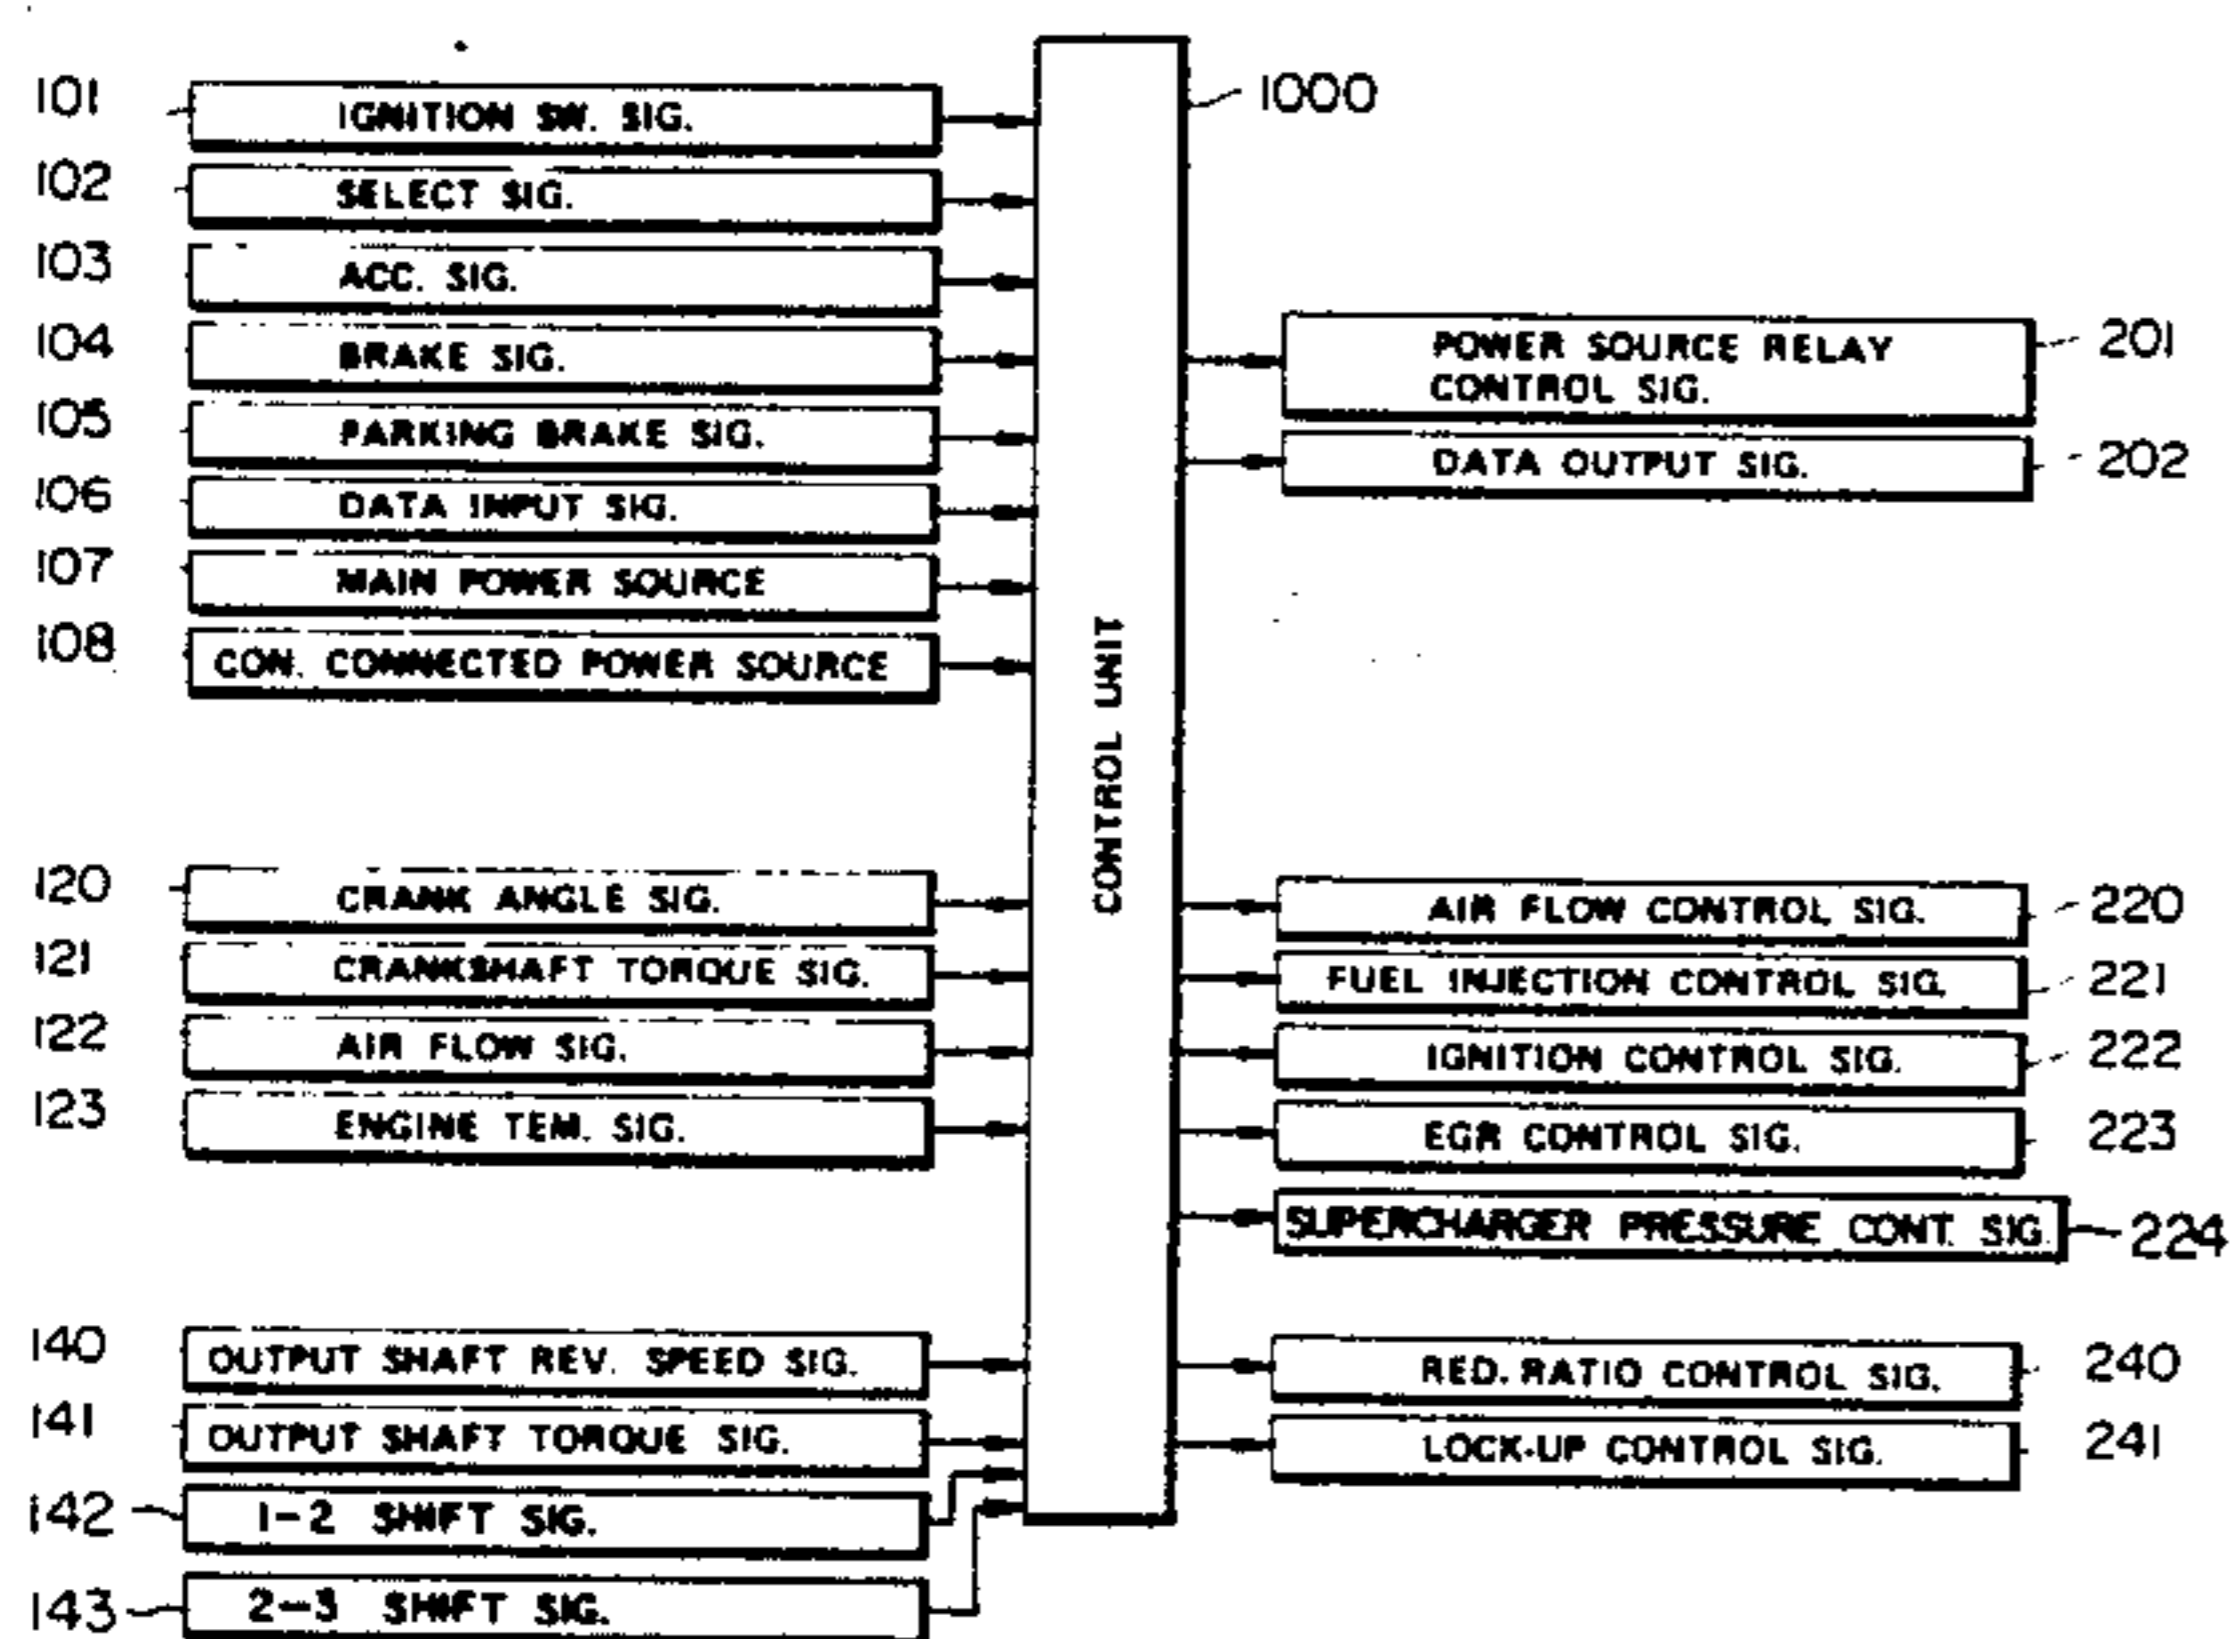 101 IGNITION SW. SIG.
102 SELECT SIG.
103 ACC. SIG.
104 BRAKE SIG.
105 PARKING BRAKE SIG.
106 DATA INPUT SIG.
107 MAIN POWER SOURCE
108 CON. CONNECTED POWER SOURCE
120 CRANK ANGLE SIG.
121 CRANKSHAFT TORQUE SIG.
122 AIR FLOW SIG.
123 ENGINE TEM. SIG.
140 OUTPUT SHAFT REV. SPEED SIG.
141 OUTPUT SHAFT TORQUE SIG.
142 1-2 SHIFT SIG.
143 2-3 SHIFT SIG.
CONTROL UNIT
1000
POWER SOURCE RELAY
CONTROL SIG. 201
DATA OUTPUT SIG. 202
AIR FLOW CONTROL SIG. 220
FUEL INJECTION CONTROL SIG. 221
IGNITION CONTROL SIG. 222
EGR CONTROL SIG. 223
SUPERCHARGER PRESSURE CONT. SIG. 224
RED. RATIO CONTROL SIG. 240
LOCK-UP CONTROL SIG. 241